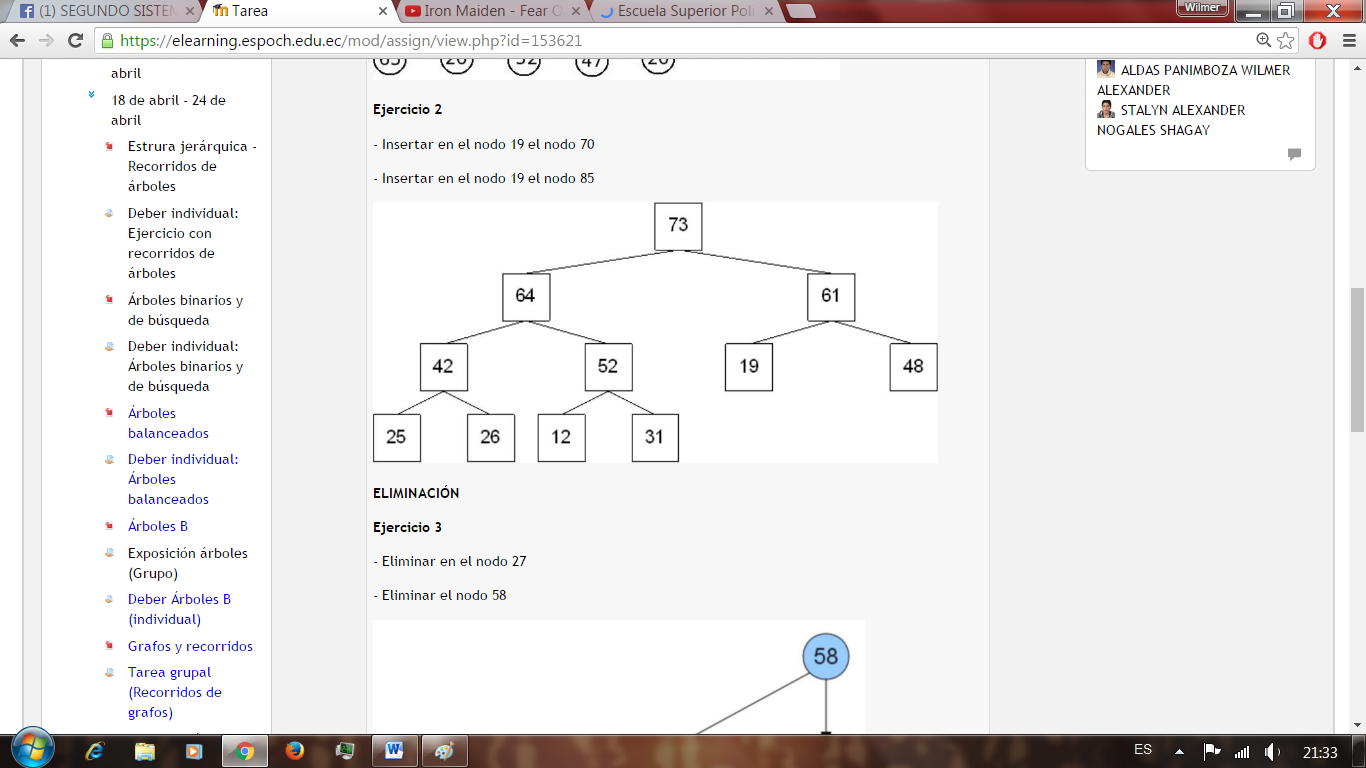 (1) SEGUNDO SISTEM
Tarea
Iron Maiden - Fear O
Escuela Superior Poli
Wilmer
https://elearning.espoch.edu.ec/mod/assign/view.php?id=153621
abril
18 de abril - 24 de
abril
Estrura jerárquica -
Recorridos de
árboles
Deber individual:
Ejercicio con
recorridos de
árboles
Árboles binarios y
de búsqueda
Deber individual:
Árboles binarios y
de búsqueda
Árboles
balanceados
Deber individual:
Árboles
balanceados
Árboles B
Exposición árboles
(Grupo)
Deber Árboles B
(individual)
Grafos y recorridos
Tarea grupal
(Recorridos de
grafos)
Ejercicio 2
- Insertar en el nodo 19 el nodo 70
- Insertar en el nodo 19 el nodo 85
73
64 61
42 52 19 48
25 26 12 31
ELIMINACIÓN
Ejercicio 3
- Eliminar en el nodo 27
- Eliminar el nodo 58
58
ALDAS PANIMBOZA WILMER
ALEXANDER
STALYN ALEXANDER
NOGALES SHAGAY
ES
21:33